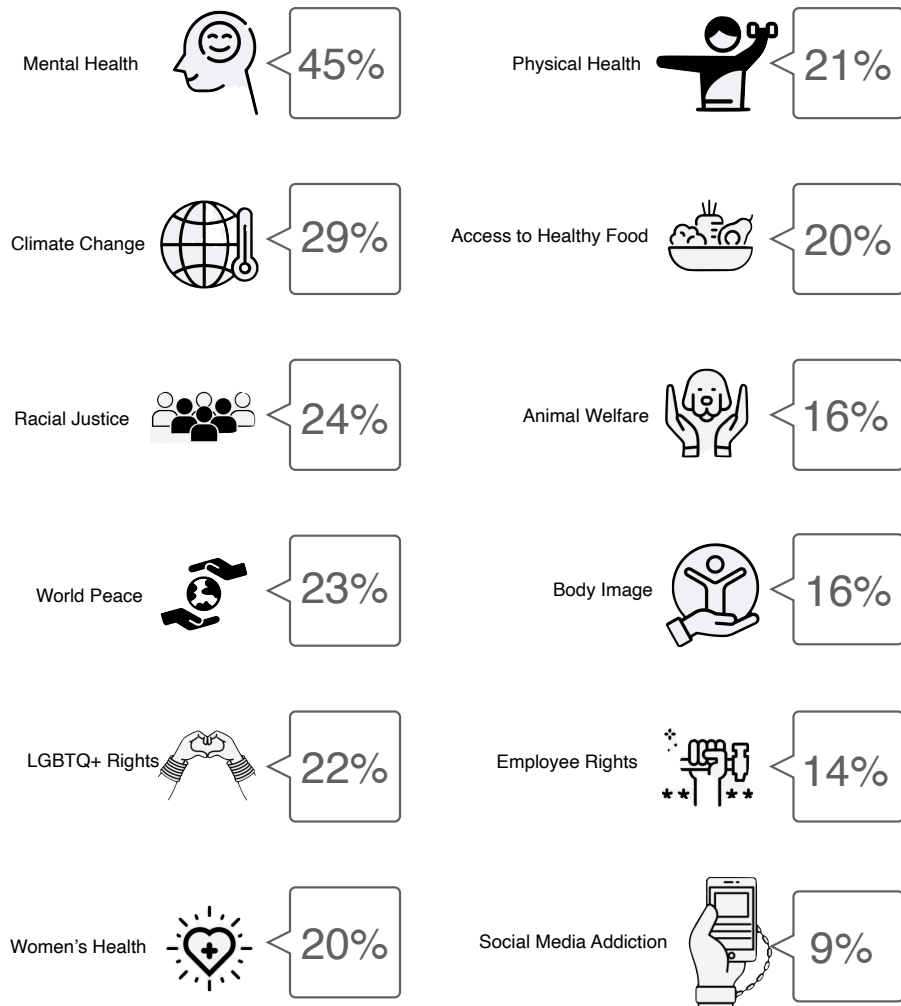 Mental Health
45%
Physical Health
21%
Climate Change
29%
Access to Healthy Food
20%
Racial Justice
24%
Animal Welfare
16%
World Peace
23%
Body Image
16%
LGBTQ+ Rights
22%
Employee Rights
14%
Women’s Health
20%
Social Media Addiction
9%